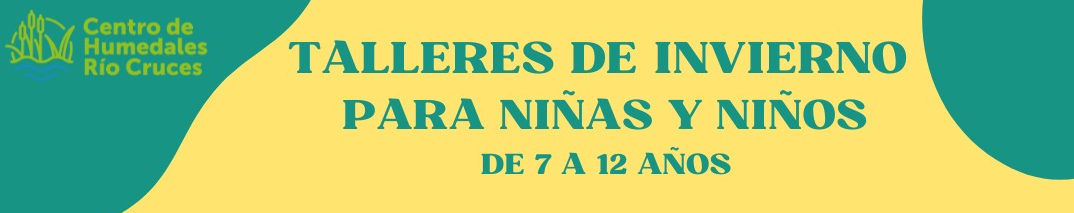 Centro de
Humedales
Río Cruces
TALLERES DE INVIERNO
PARA NIÑAS Y NIÑOS
DE 7 A 12 AÑOS